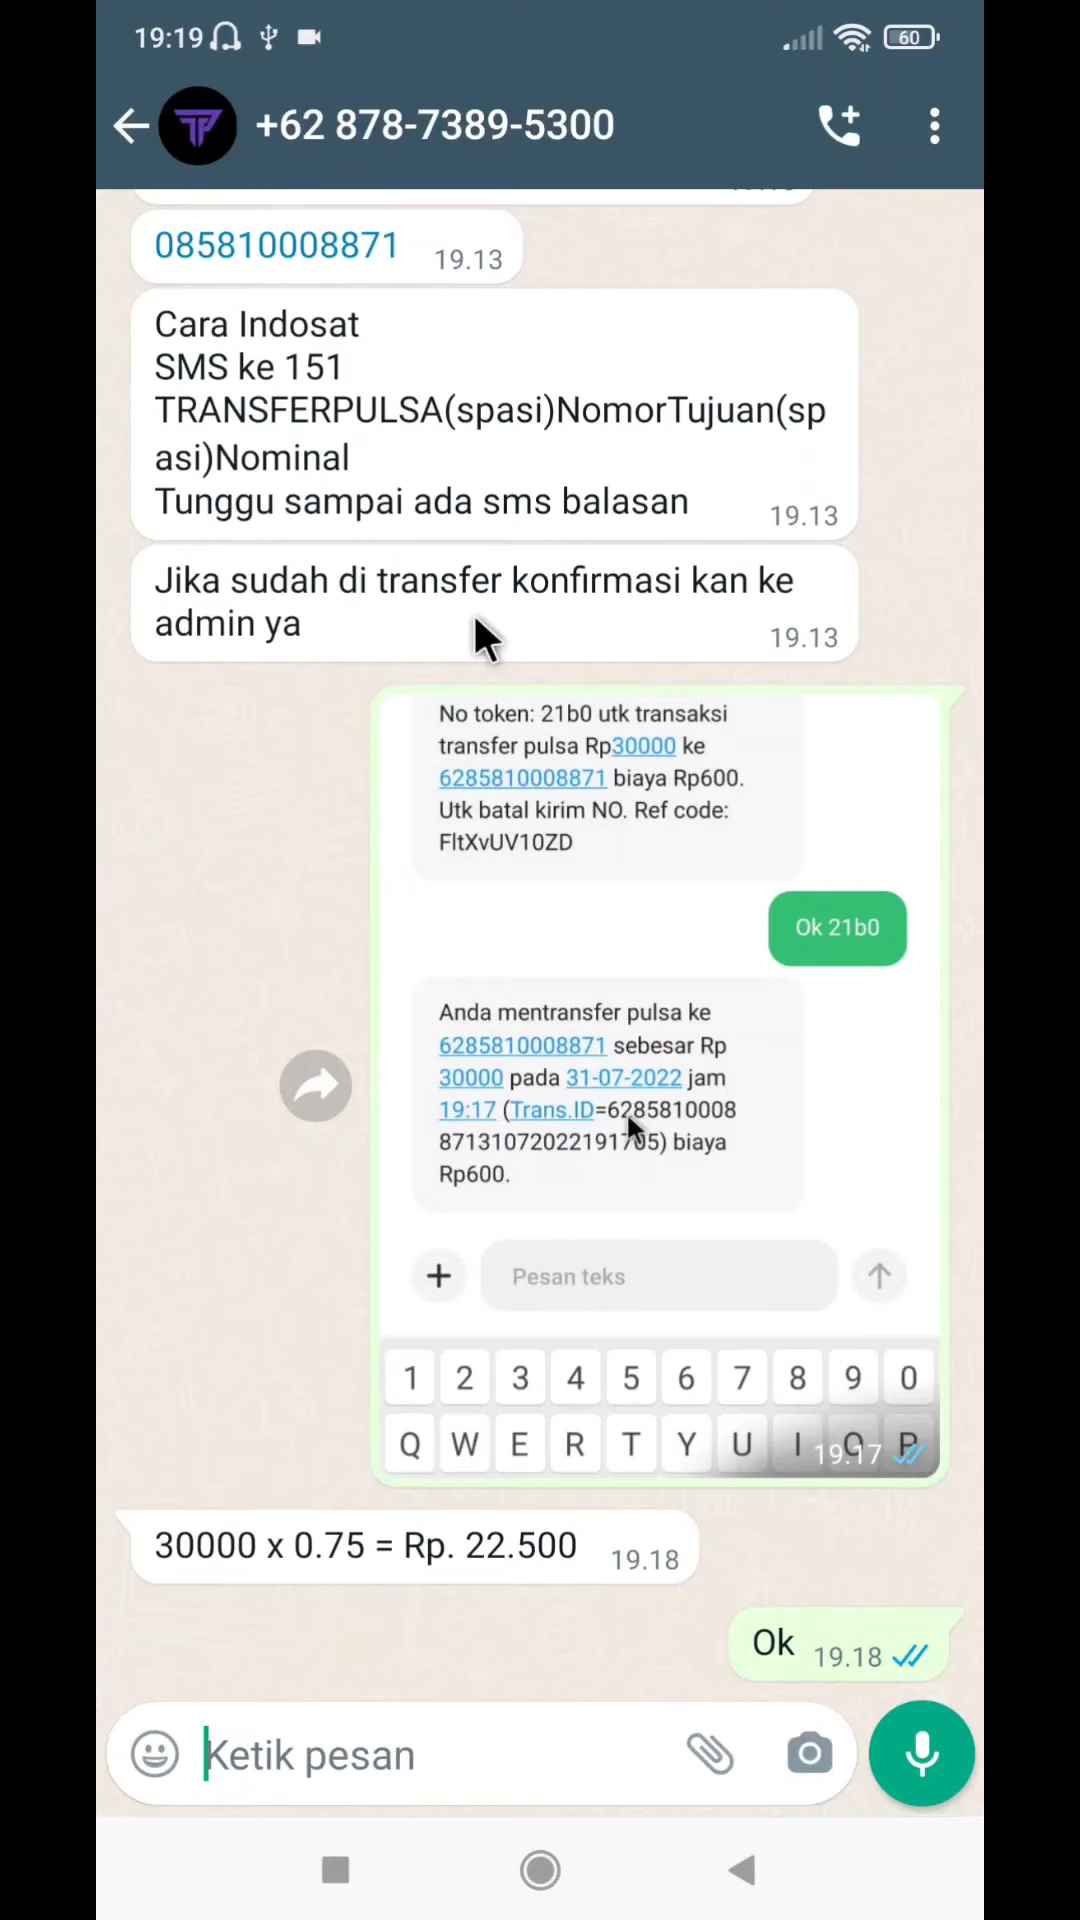 19:19
60
+62 878-7389-5300
085810008871 19.13
Cara Indosat
SMS ke 151
TRANSFERPULSA(spasi)NomorTujuan(sp
asi)Nominal
Tunggu sampai ada sms balasan 19.13
Jika sudah di transfer konfirmasi kan ke
admin ya 19.13
No token: 21b0 utk transaksi
transfer pulsa Rp30000 ke
6285810008871 biaya Rp600.
Utk batal kirim NO. Ref code:
FltXvUV10ZD
Ok 21b0
Anda mentransfer pulsa ke
6285810008871 sebesar Rp
30000 pada 31-07-2022 jam
19:17 (Trans.ID=6285810008
87131072022191705) biaya
Rp600.
Pesan teks
1 2 3 4 5 6 7 8 9 0
Q W E R T Y U I O P
19.17
30000 x 0.75 = Rp. 22.500 19.18
Ok 19.18
Ketik pesan